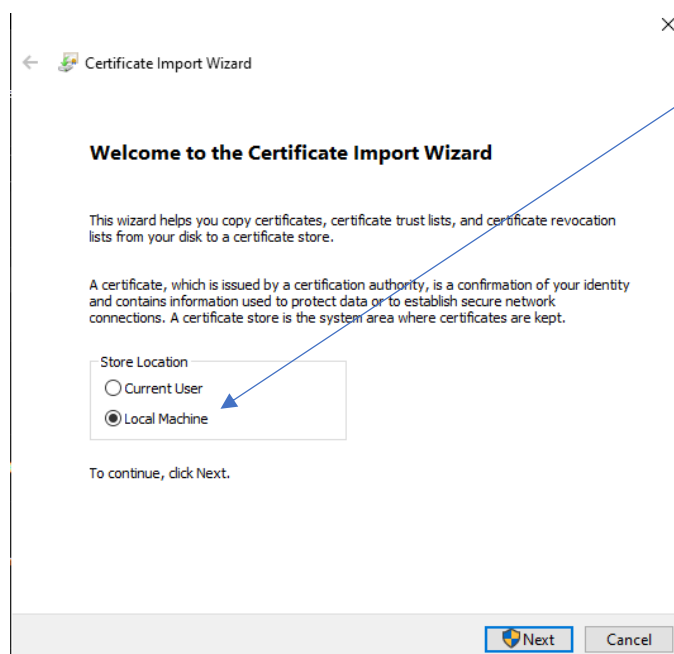 Certificate Import Wizard
Welcome to the Certificate Import Wizard
This wizard helps you copy certificates, certificate trust lists, and certificate revocation
lists from your disk to a certificate store.
A certificate, which is issued by a certification authority, is a confirmation of your identity
and contains information used to protect data or to establish secure network
connections. A certificate store is the system area where certificates are kept.
Store Location
Current User
Local Machine
To continue, click Next.
Next Cancel